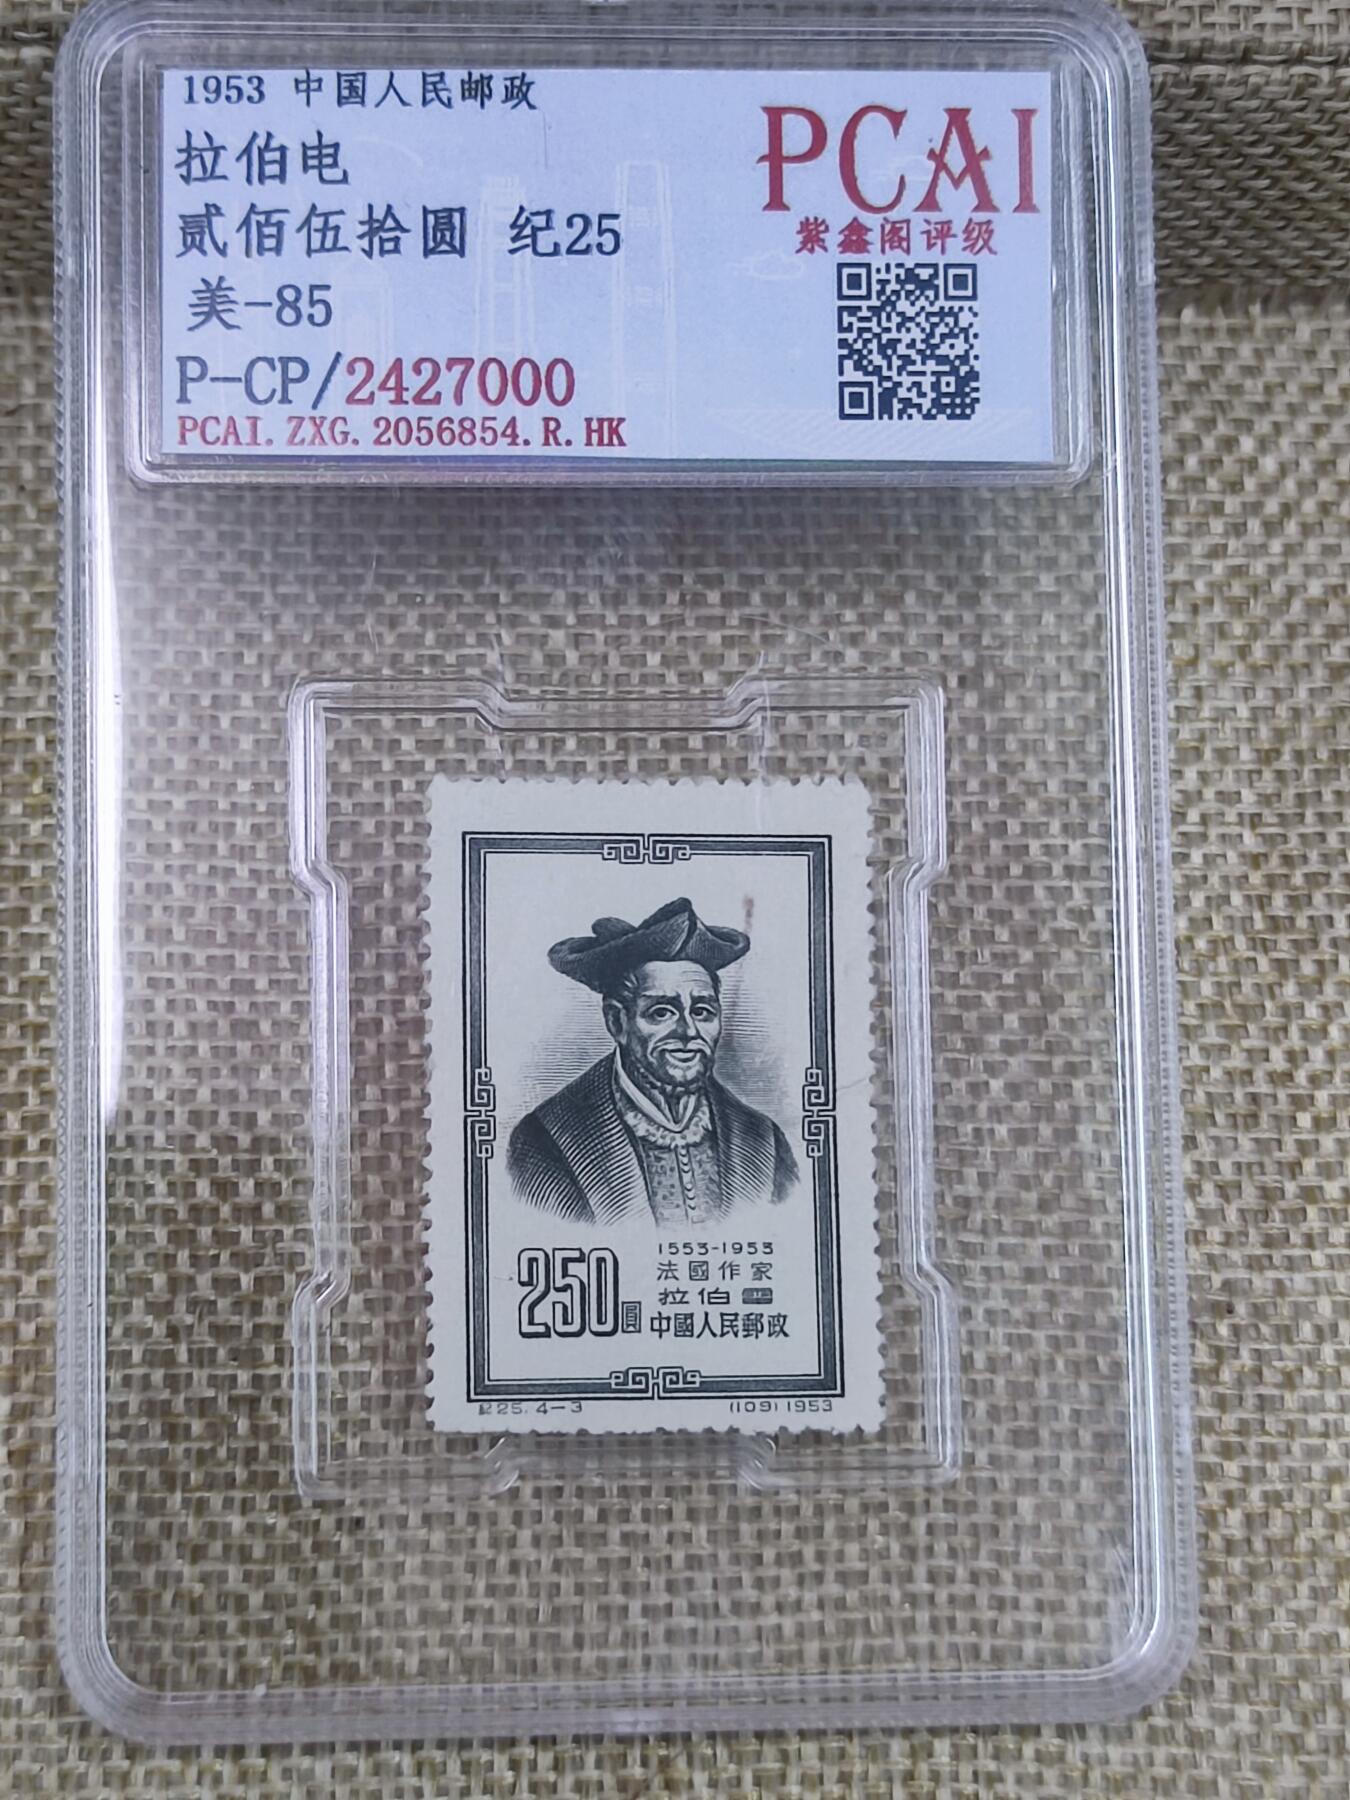 1953 中国人民邮政
拉伯电
贰佰伍拾圆 纪25
美-85
P-CP/2427000
PCAI.ZXG.2056854.R.HK
PCAI
紫鑫阁评级
1553-1953
法國作家
拉伯雷
250圓 中國人民郵政
紀25.4-3 (109)1953